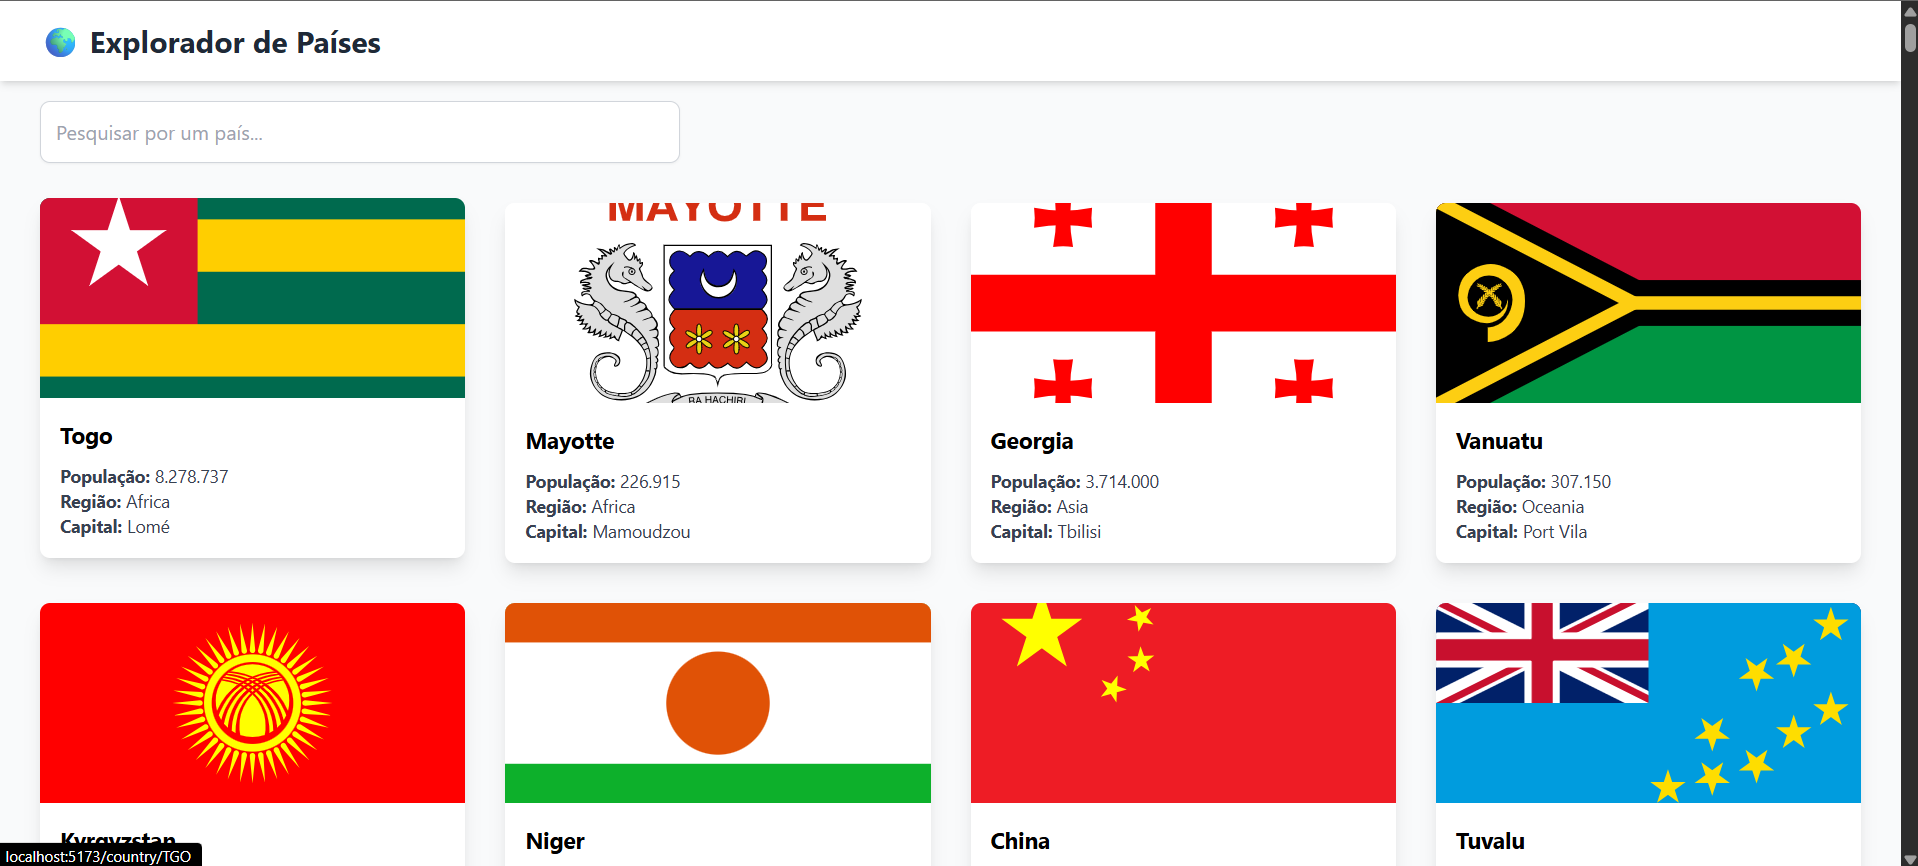 Explorador de Países
Pesquisar por um país...
MAYOTTE
RA HACHIRI
Togo
População: 8.278.737
Região: Africa
Capital: Lomé
Mayotte
População: 226.915
Região: Africa
Capital: Mamoudzou
Georgia
População: 3.714.000
Região: Asia
Capital: Tbilisi
Vanuatu
População: 307.150
Região: Oceania
Capital: Port Vila
Kyrgyzstan
Niger
China
Tuvalu
localhost:5173/country/TGO